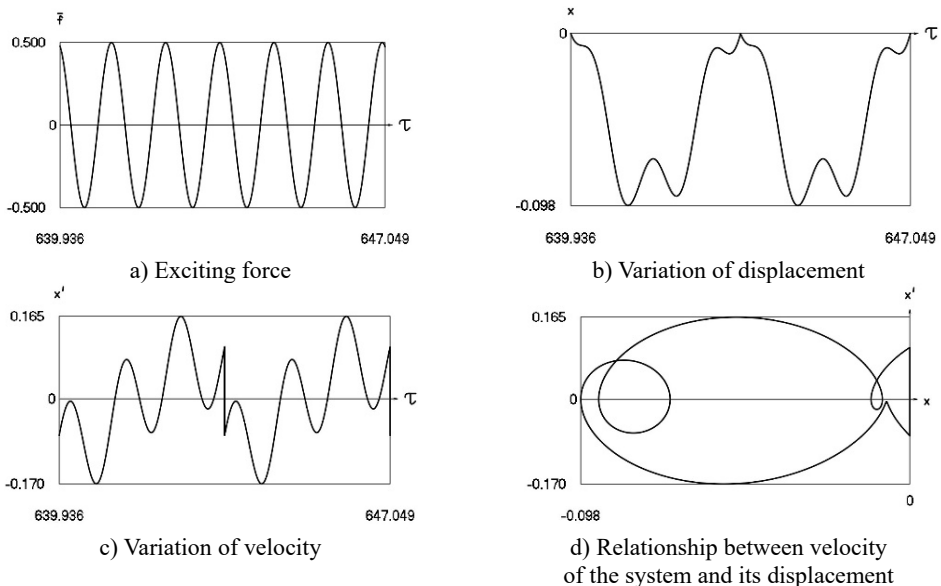 f̄
0.500
0
τ
-0.500
639.936
647.049
a) Exciting force
x
0
τ
-0.098
639.936
647.049
b) Variation of displacement
x'
0.165
0
τ
-0.170
639.936
647.049
c) Variation of velocity
x'
0.165
0
x
-0.170
0
-0.098
d) Relationship between velocity
of the system and its displacement